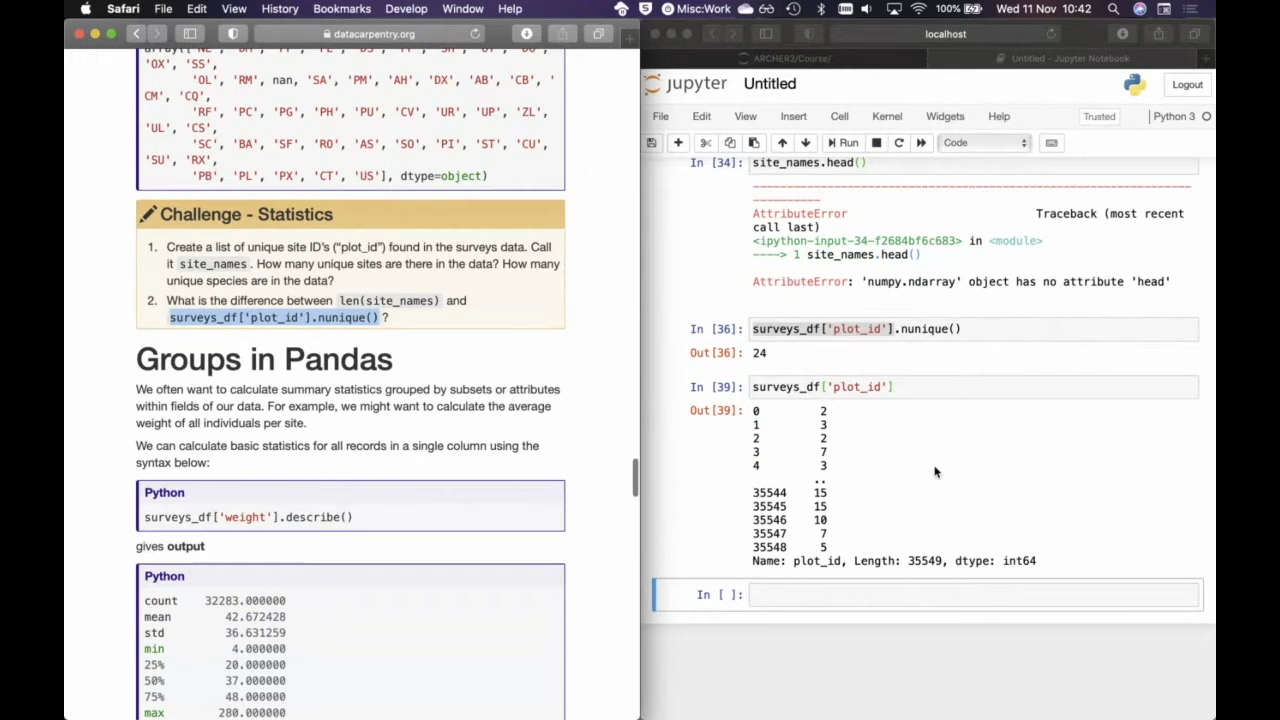 Safari File Edit View History Bookmarks Develop Window Help 100% Wed 11 Nov 10:42
datacarpentry.org
'OX', 'SS',
'OL', 'RM', nan, 'SA', 'PM', 'AH', 'DX', 'AB', 'CB', '
CM', 'CQ',
'RF', 'PC', 'PG', 'PH', 'PU', 'CV', 'UR', 'UP', 'ZL',
'UL', 'CS',
'SC', 'BA', 'SF', 'RO', 'AS', 'SO', 'PI', 'ST', 'CU',
'SU', 'RX',
'PB', 'PL', 'PX', 'CT', 'US'], dtype=object)
Challenge - Statistics
1. Create a list of unique site ID's ("plot_id") found in the surveys data. Call
it site_names. How many unique sites are there in the data? How many
unique species are in the data?
2. What is the difference between len(site_names) and
surveys_df['plot_id'].nunique() ?
Groups in Pandas
We often want to calculate summary statistics grouped by subsets or attributes
within fields of our data. For example, we might want to calculate the average
weight of all individuals per site.
We can calculate basic statistics for all records in a single column using the
syntax below:
Python
surveys_df['weight'].describe()
gives output
Python
count 32283.000000
mean 42.672428
std 36.631259
min 4.000000
25% 20.000000
50% 37.000000
75% 48.000000
max 280.000000
localhost
ARCHER2/Course/ Untitled - Jupyter Notebook
jupyter Untitled Logout
File Edit View Insert Cell Kernel Widgets Help Trusted Python 3
Run Code
In [34]: site_names.head()
---------------------------------------------------------------------------
AttributeError Traceback (most recent
call last)
<ipython-input-34-f2684bf6c683> in <module>
----> 1 site_names.head()
AttributeError: 'numpy.ndarray' object has no attribute 'head'
In [36]: surveys_df['plot_id'].nunique()
Out[36]: 24
In [39]: surveys_df['plot_id']
Out[39]: 0 2
1 3
2 2
3 7
4 3
..
35544 15
35545 15
35546 10
35547 7
35548 5
Name: plot_id, Length: 35549, dtype: int64
In [ ]: